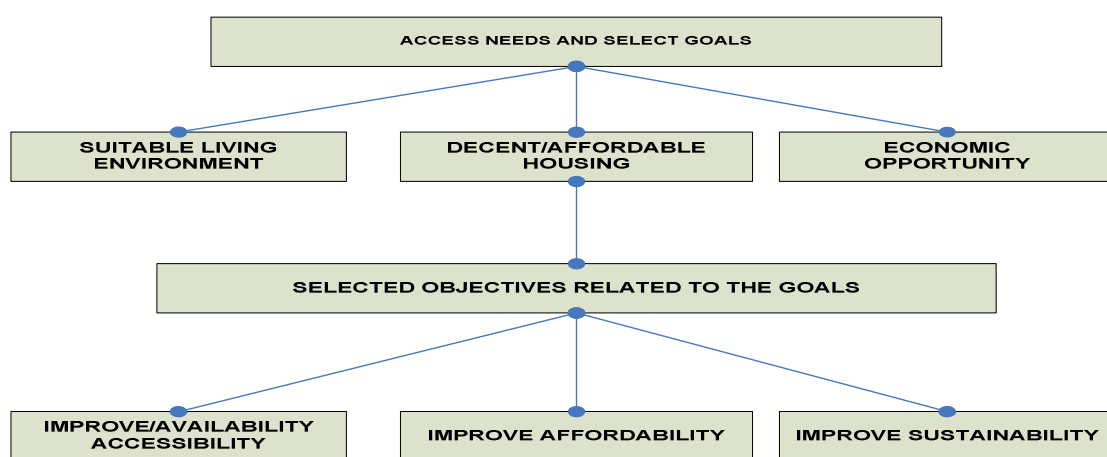 ACCESS NEEDS AND SELECT GOALS
SUITABLE LIVING
ENVIRONMENT
DECENT/AFFORDABLE
HOUSING
ECONOMIC
OPPORTUNITY
SELECTED OBJECTIVES RELATED TO THE GOALS
IMPROVE/AVAILABILITY
ACCESSIBILITY
IMPROVE AFFORDABILITY
IMPROVE SUSTAINABILITY